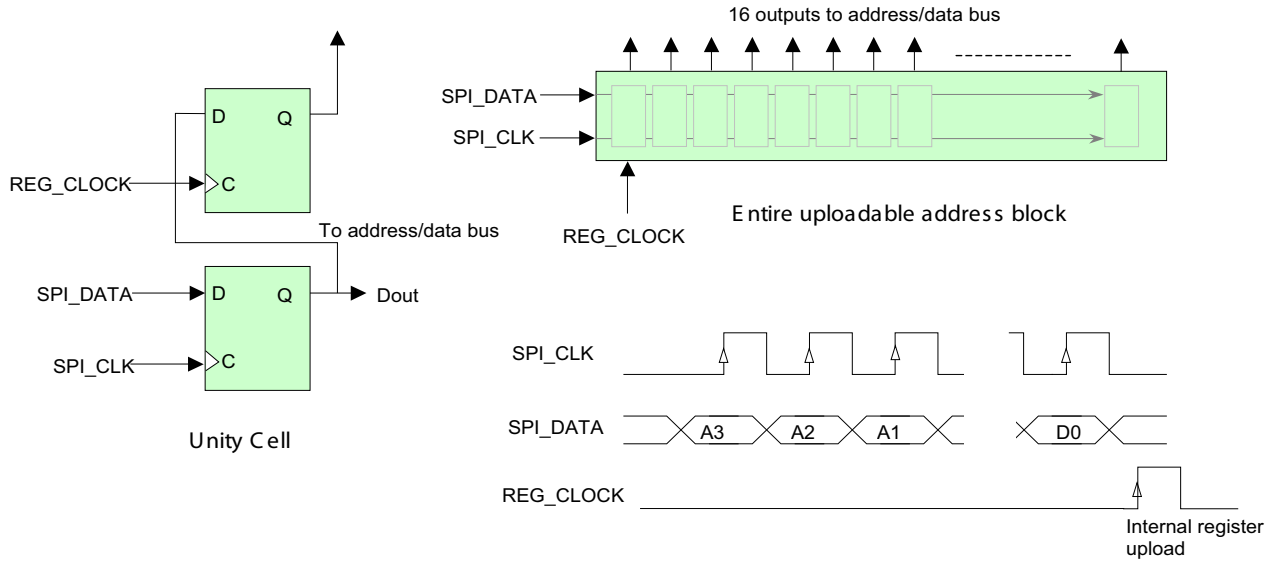 D Q
REG_CLOCK
C
To address/data bus
SPI_DATA
D Q
Dout
SPI_CLK
C
Unity Cell
16 outputs to address/data bus
SPI_DATA
SPI_CLK
REG_CLOCK
Entire uploadable address block
SPI_CLK
SPI_DATA
A3 A2 A1 D0
REG_CLOCK
Internal register
upload